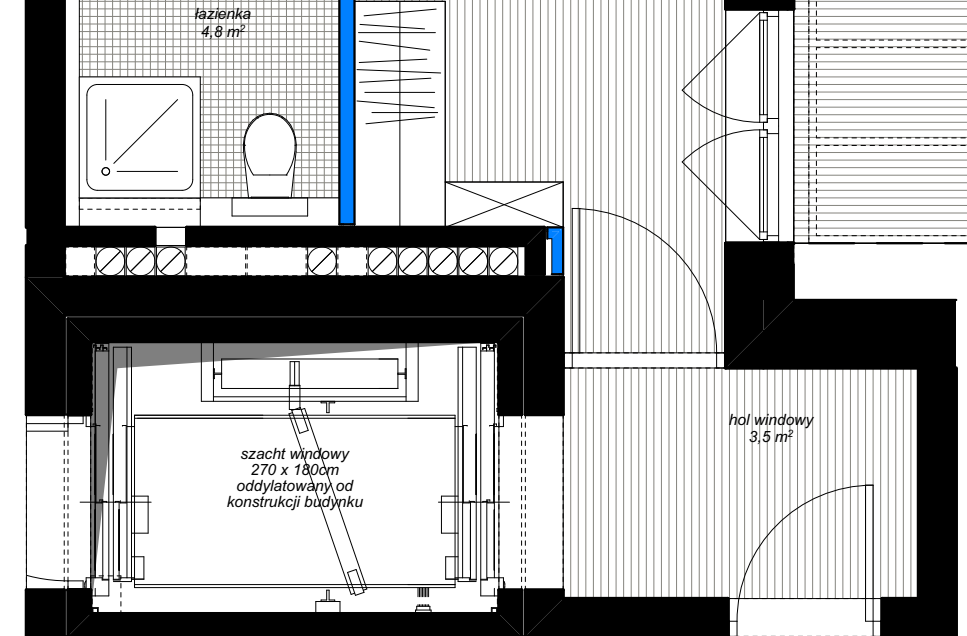 łazienka
4,8 m²
hol windowy
3,5 m²
szacht windowy
270 x 180cm
oddylatowany od
konstrukcji budynku